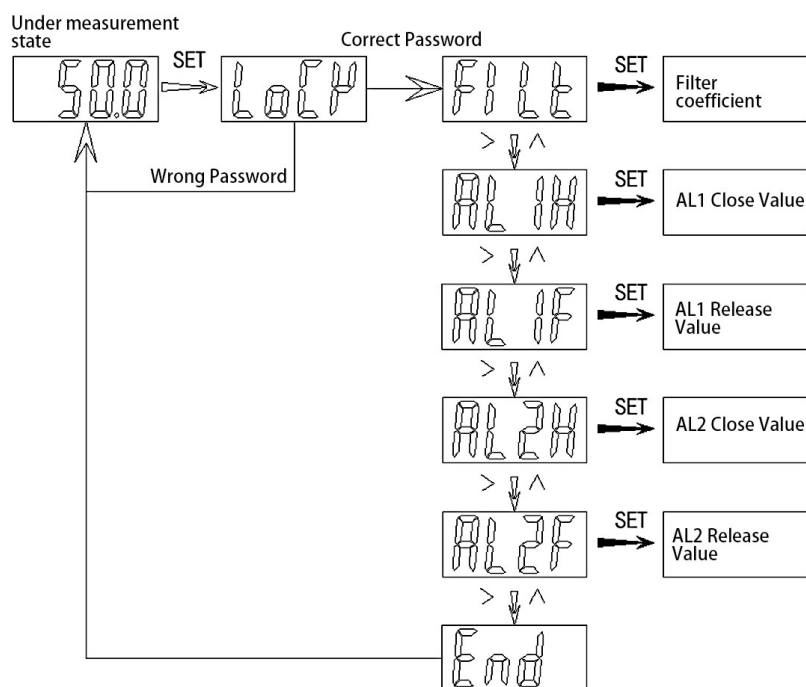 Under measurement
state
50.0
SET
LoCK
Correct Password
FILt
SET
Filter
coefficient
Wrong Password
> ^
AL1H
SET
AL1 Close Value
> ^
AL1F
SET
AL1 Release
Value
> ^
AL2H
SET
AL2 Close Value
> ^
AL2F
SET
AL2 Release
Value
> ^
End